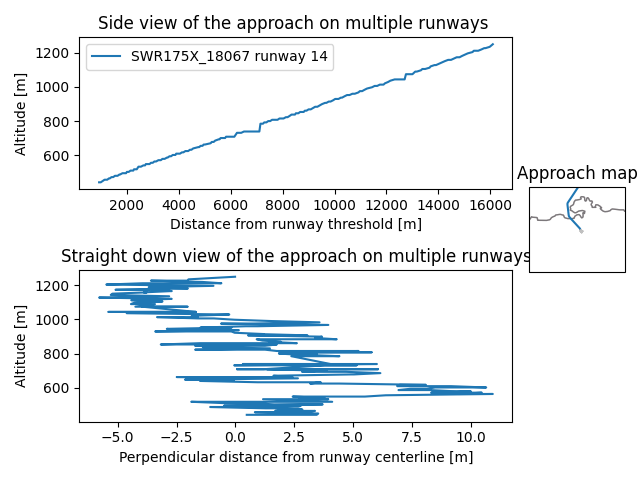 Side view of the approach on multiple runways
SWR175X_18067 runway 14
Altitude [m]
1200
1000
800
600
2000 4000 6000 8000 10000 12000 14000 16000
Distance from runway threshold [m]
Approach map
Straight down view of the approach on multiple runways
Altitude [m]
1200
1000
800
600
−5.0 −2.5 0.0 2.5 5.0 7.5 10.0
Perpendicular distance from runway centerline [m]